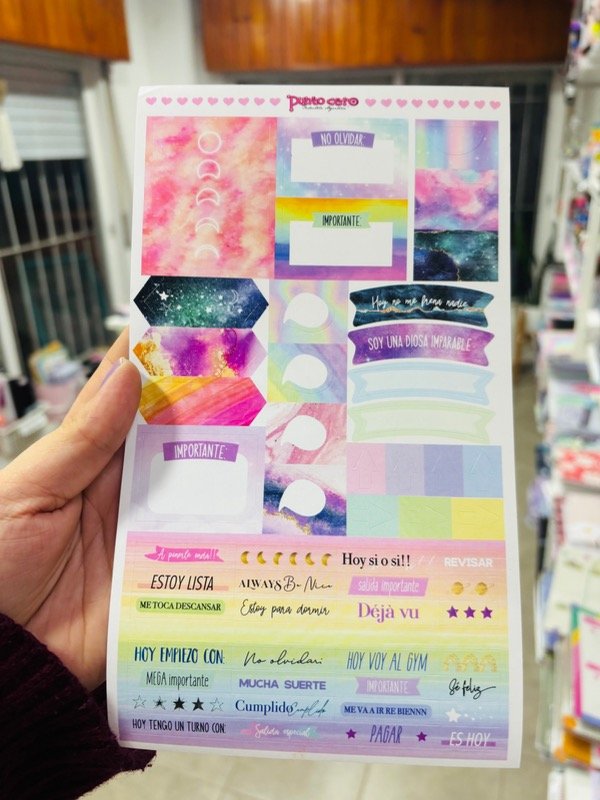 Punto cero
NO OLVIDAR:
IMPORTANTE:
Hoy no me frena nadie
SOY UNA DIOSA IMPARABLE
IMPORTANTE:
A pleno
Hoy si o si!!
REVISAR
ESTOY LISTA
ALWAYS Be Nice
salida importante
ME TOCA DESCANSAR
Estoy para dormir
Déjà vu
HOY EMPIEZO CON:
No olvidar:
HOY VOY AL GYM
MEGA importante
MUCHA SUERTE
IMPORTANTE
Sé feliz
Cumplido Cumplido
ME VA A IR RE BIENNN
HOY TENGO UN TURNO CON:
Salida especial
PAGAR
ES HOY